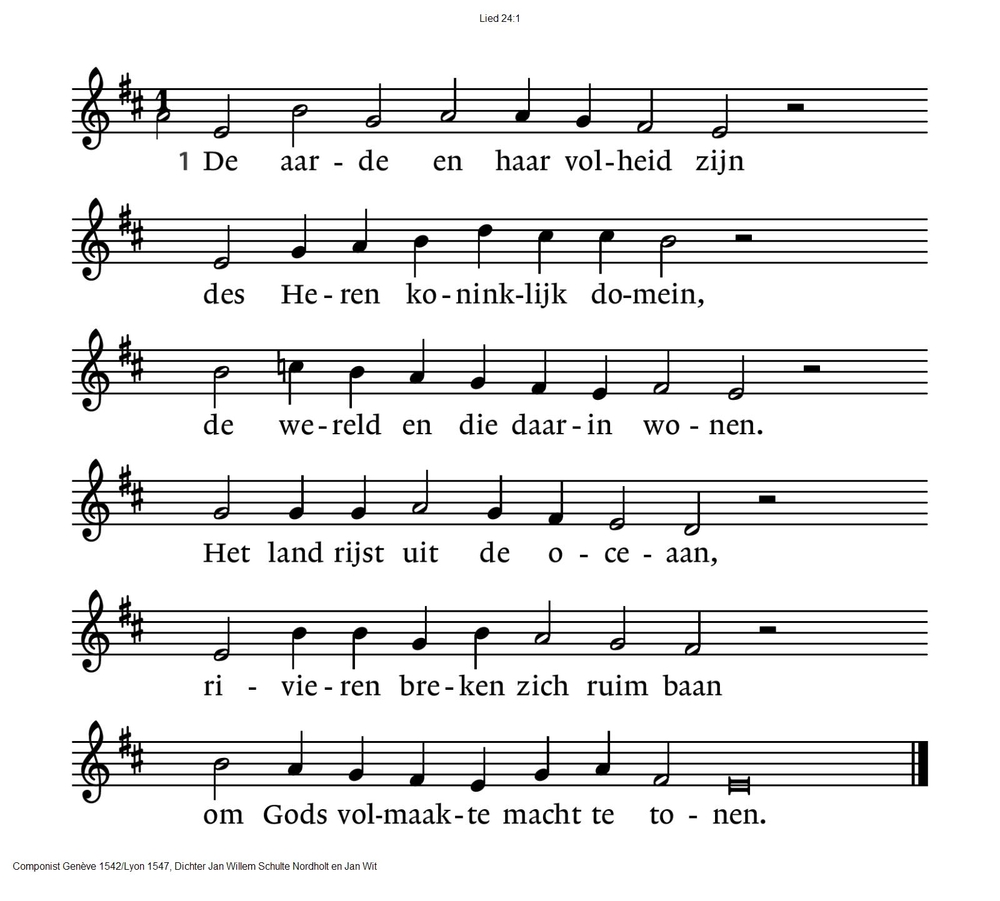 Lied 24:1
1
1 De aar - de en haar vol - heid zijn
des He - ren ko - nink - lijk do - mein,
de we - reld en die daar - in wo - nen.
Het land rijst uit de o - ce - aan,
ri - vie - ren bre - ken zich ruim baan
om Gods vol - maak - te macht te to - nen.
Componist Genève 1542/Lyon 1547, Dichter Jan Willem Schulte Nordholt en Jan Wit